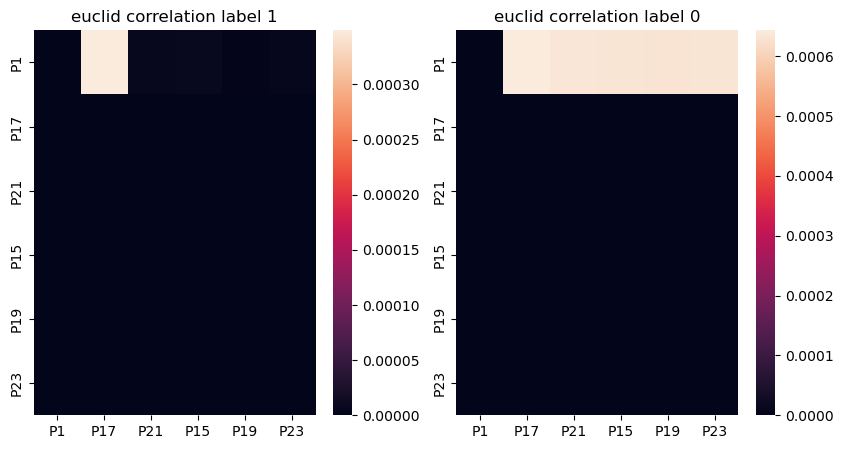 euclid correlation label 1
P1
P17
P21
P15
P19
P23
P1 P17 P21 P15 P19 P23
0.00030
0.00025
0.00020
0.00015
0.00010
0.00005
0.00000
euclid correlation label 0
P1
P17
P21
P15
P19
P23
P1 P17 P21 P15 P19 P23
0.0006
0.0005
0.0004
0.0003
0.0002
0.0001
0.0000